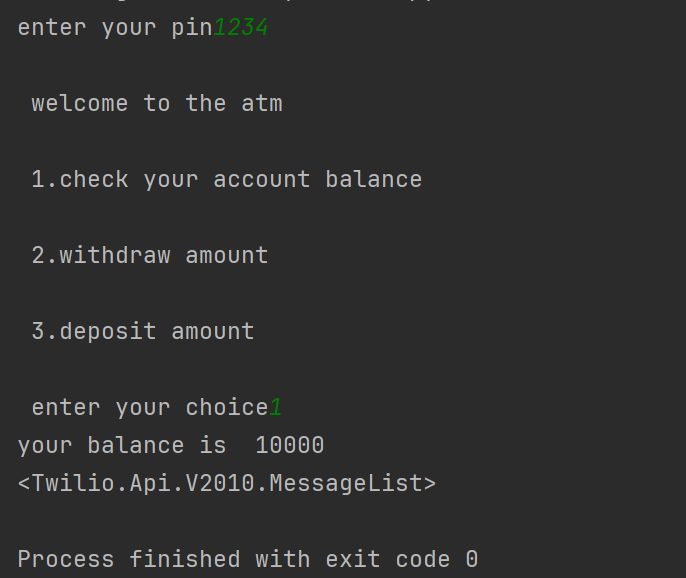 enter your pin1234
welcome to the atm
1.check your account balance
2.withdraw amount
3.deposit amount
enter your choice1
your balance is  10000
<Twilio.Api.V2010.MessageList>
Process finished with exit code 0